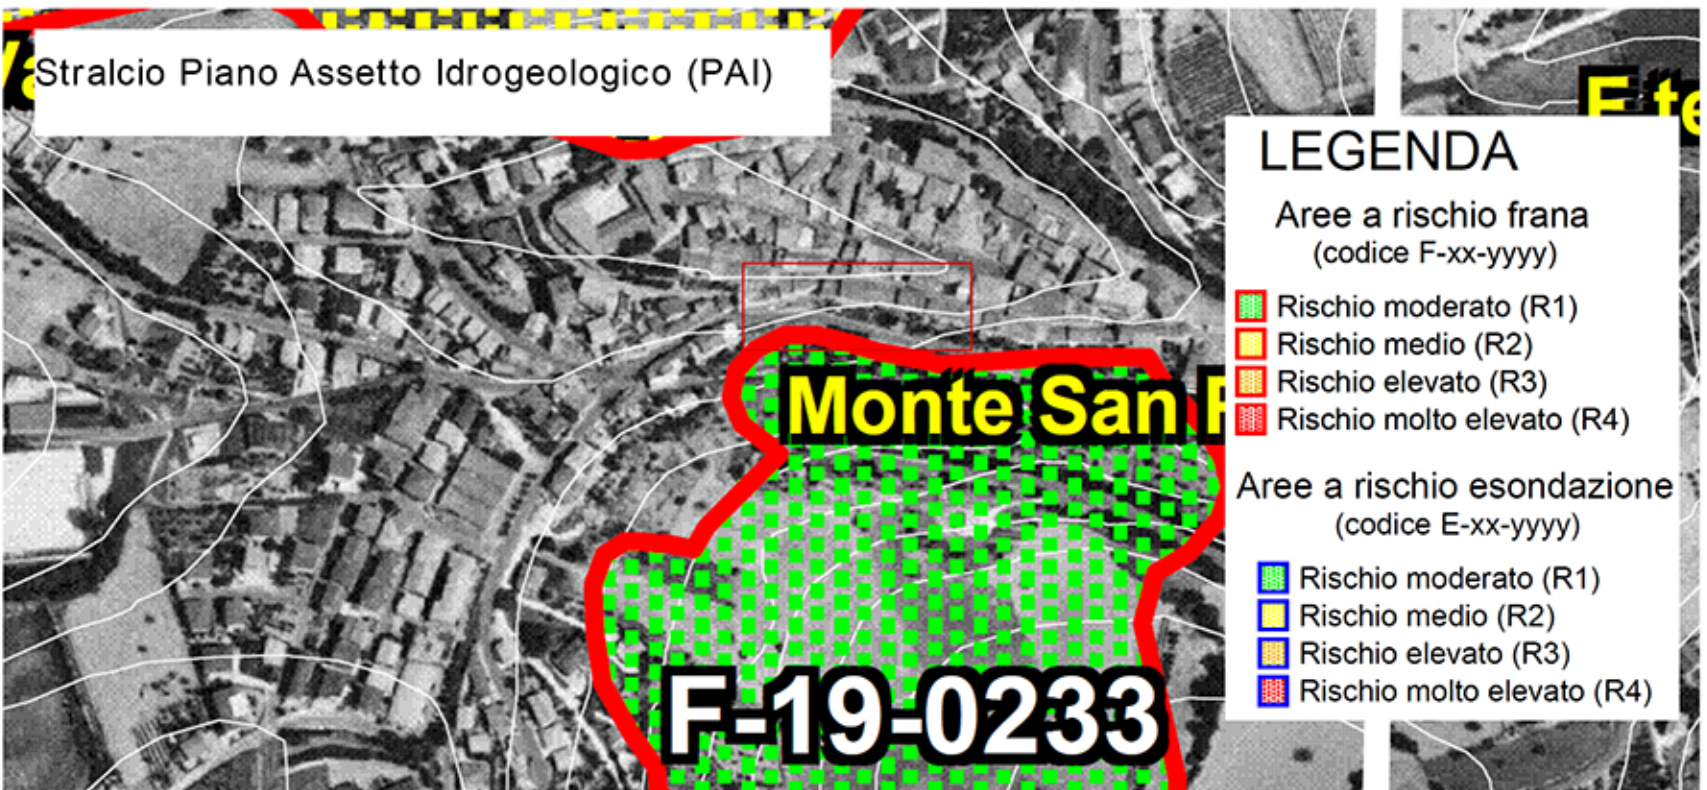 Stralcio Piano Assetto Idrogeologico (PAI)
LEGENDA
Aree a rischio frana
(codice F-xx-yyyy)
Rischio moderato (R1)
Rischio medio (R2)
Rischio elevato (R3)
Rischio molto elevato (R4)
Aree a rischio esondazione
(codice E-xx-yyyy)
Rischio moderato (R1)
Rischio medio (R2)
Rischio elevato (R3)
Rischio molto elevato (R4)
Monte San
F-19-0233